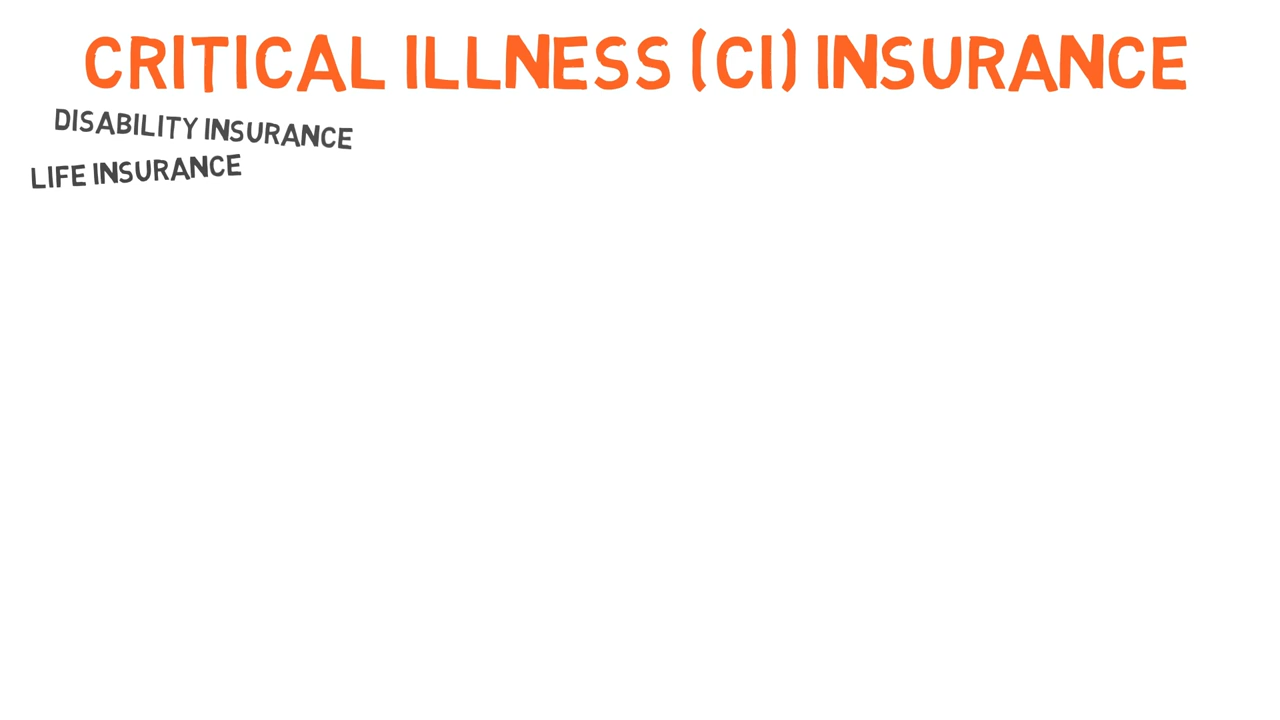 CRITICAL ILLNESS (CI) INSURANCE
DISABILITY INSURANCE
LIFE INSURANCE